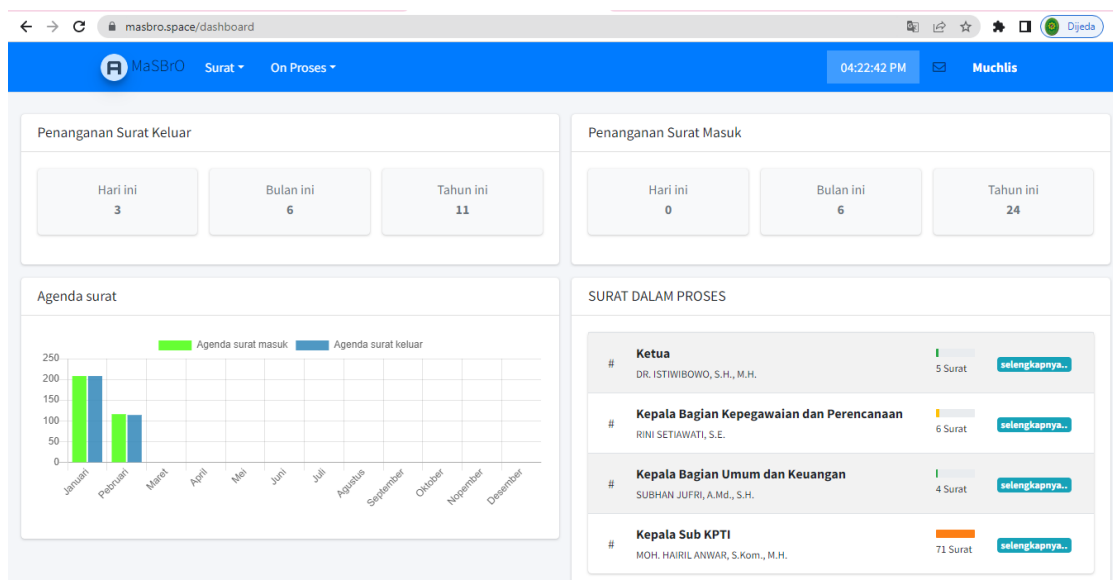 masbro.space/dashboard
Dijeda
MaSBrO
Surat
On Proses
04:22:42 PM
Muchlis
Penanganan Surat Keluar
Hari ini
3
Bulan ini
6
Tahun ini
11
Penanganan Surat Masuk
Hari ini
0
Bulan ini
6
Tahun ini
24
Agenda surat
Agenda surat masuk
Agenda surat keluar
250
200
150
100
50
0
Januari
Pebruari
Maret
April
Mei
Juni
Juli
Agustus
September
Oktober
Nopember
Desember
SURAT DALAM PROSES
#
Ketua
DR. ISTIWIBOWO, S.H., M.H.
5 Surat
selengkapnya..
#
Kepala Bagian Kepegawaian dan Perencanaan
RINI SETIAWATI, S.E.
6 Surat
selengkapnya..
#
Kepala Bagian Umum dan Keuangan
SUBHAN JUFRI, A.Md., S.H.
4 Surat
selengkapnya..
#
Kepala Sub KPTI
MOH. HAIRIL ANWAR, S.Kom., M.H.
71 Surat
selengkapnya..